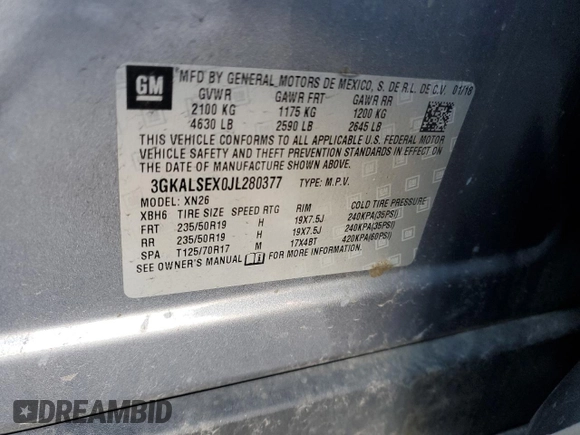 GM
MFD BY GENERAL MOTORS DE MEXICO, S. DE R.L. DE C.V. 01/18
GVWR GAWR FRT GAWR RR
2100 KG 1175 KG 1200 KG
4630 LB 2590 LB 2645 LB
THIS VEHICLE CONFORMS TO ALL APPLICABLE U.S. FEDERAL MOTOR
VEHICLE SAFETY AND THEFT PREVENTION STANDARDS IN EFFECT ON
THE DATE OF MANUFACTURE SHOWN ABOVE.
3GKALSEX0JL280377 TYPE: M.P.V.
MODEL: XN26
XBH6 TIRE SIZE SPEED RTG RIM COLD TIRE PRESSURE
FRT 235/50R19 H 19X7.5J 240KPA(35PSI)
RR 235/50R19 H 19X7.5J 240KPA(35PSI)
SPA T125/70R17 M 17X4BT 420KPA(60PSI)
SEE OWNER'S MANUAL FOR MORE INFORMATION.
DREAMBID